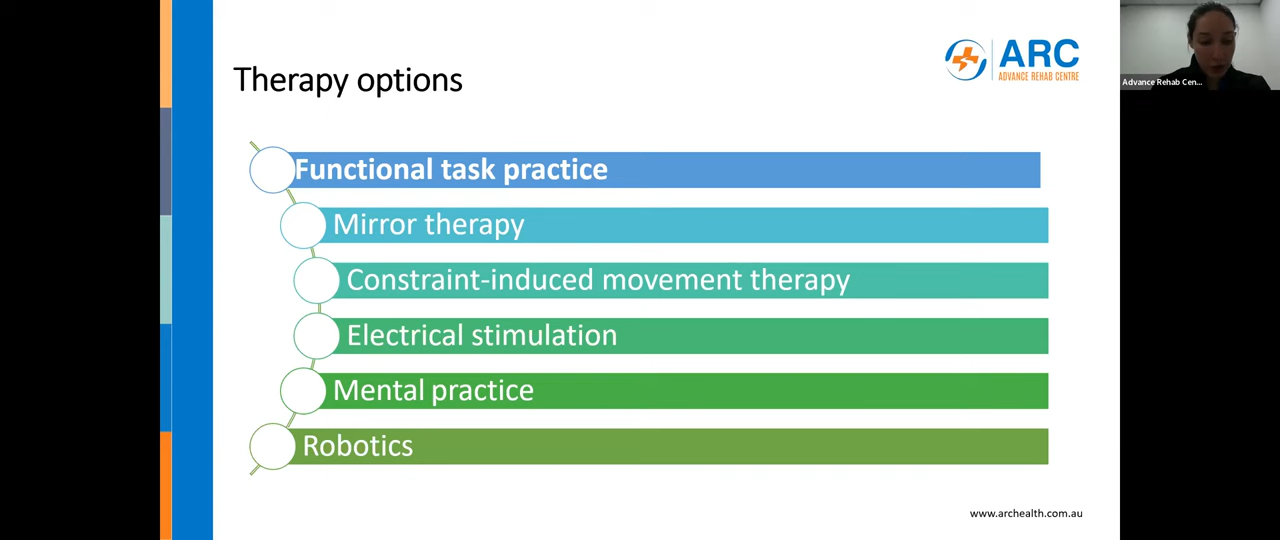 Therapy options
ARC
ADVANCE REHAB CENTRE
Advance Rehab Cen...
Functional task practice
Mirror therapy
Constraint-induced movement therapy
Electrical stimulation
Mental practice
Robotics
www.archealth.com.au